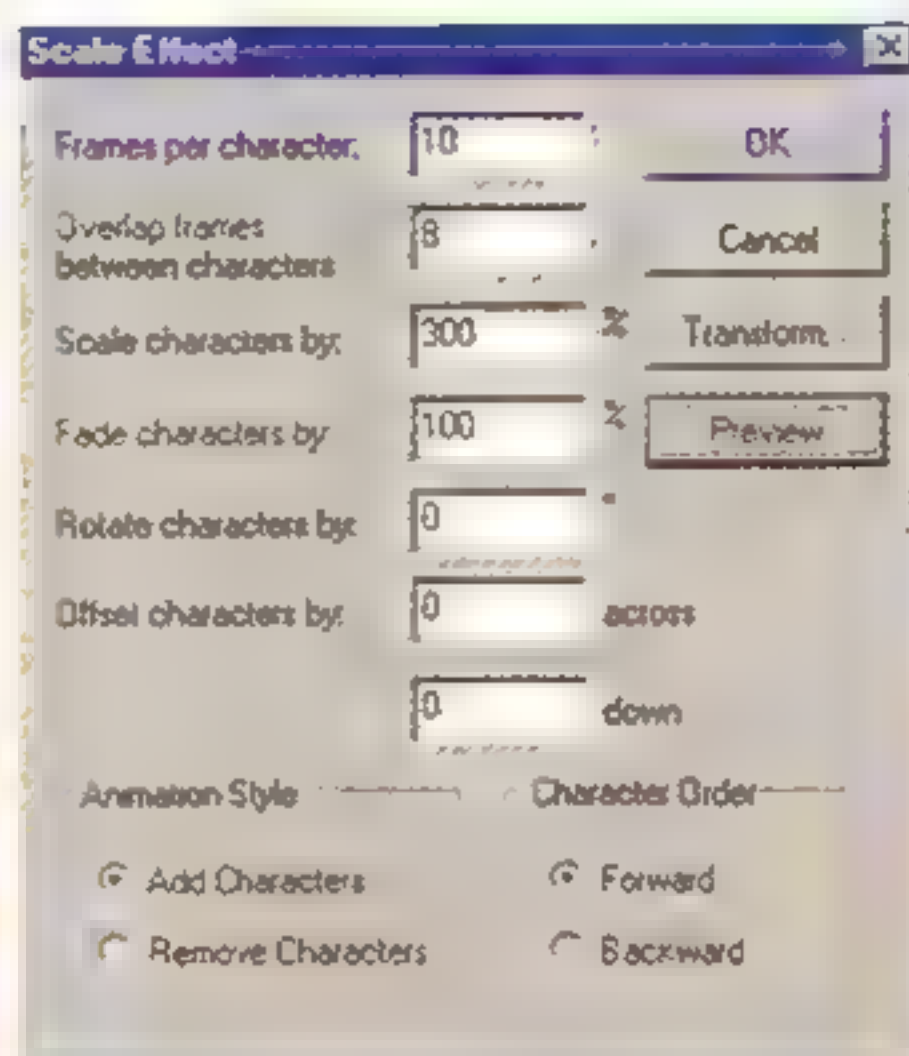 Scale Effect
Frames per character: 10 OK
Overlap frames
between characters 8 Cancel
Scale characters by: 300 % Transform...
Fade characters by: 100 % Preview
Rotate characters by: 0 °
Offset characters by: 0 across
0 down
Animation Style Character Order
Add Characters Forward
Remove Characters Backward